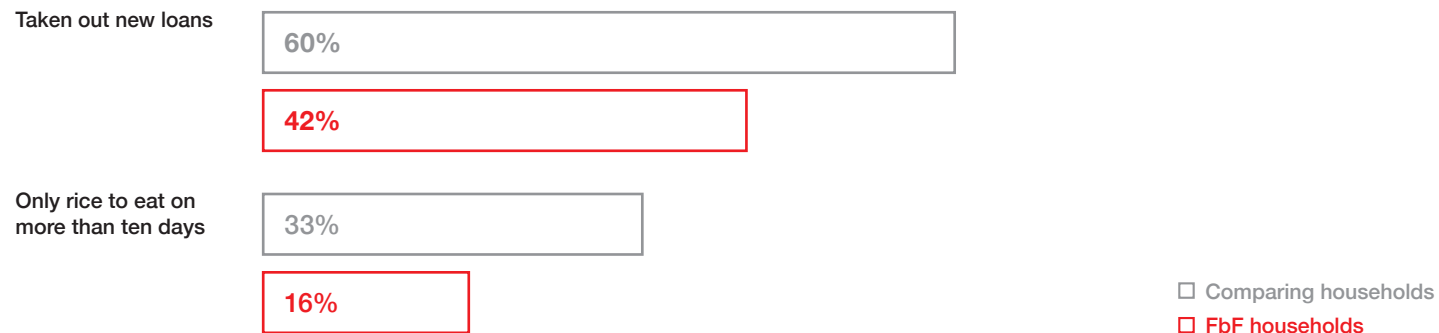 Taken out new loans
60%
42%
Only rice to eat on
more than ten days
33%
16%
Comparing households
FbF households